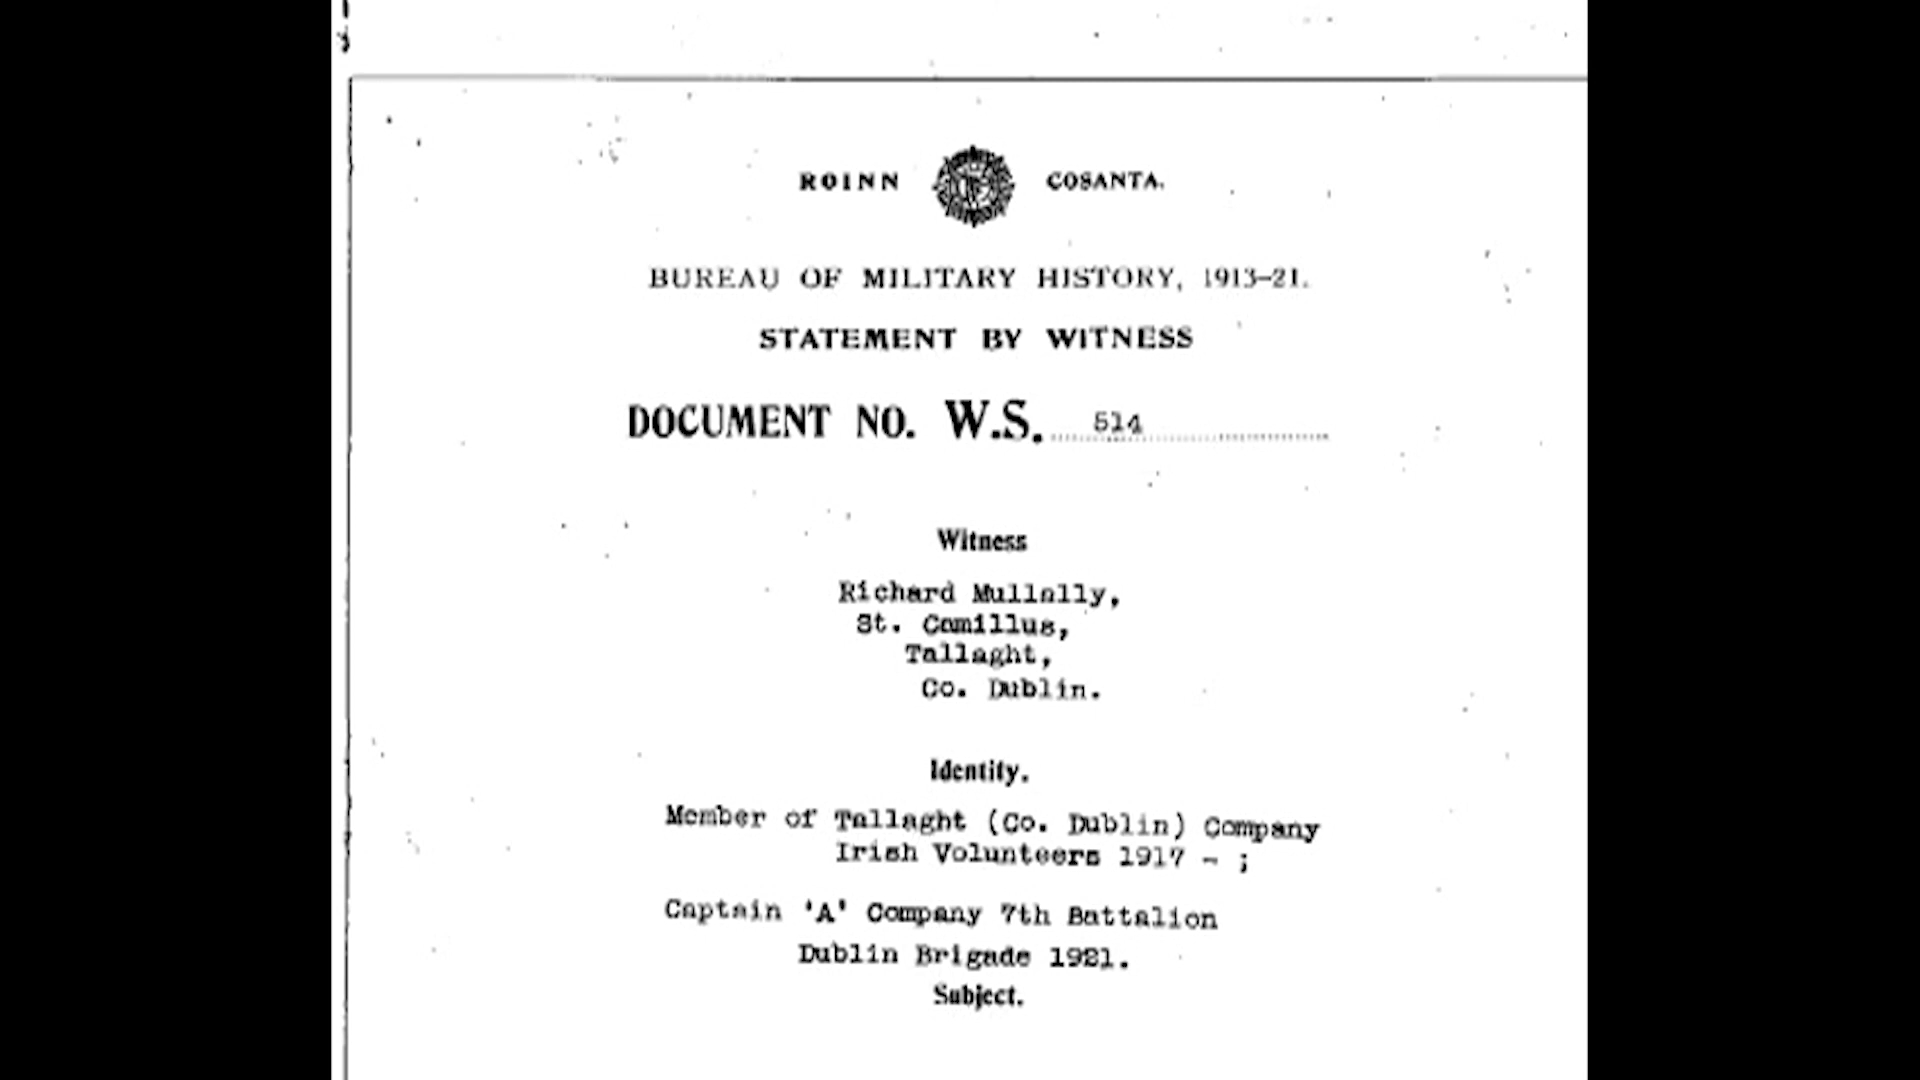 ROINN COSANTA.
BUREAU OF MILITARY HISTORY, 1913–21.
STATEMENT BY WITNESS
DOCUMENT NO. W.S. 514
Witness
Richard Mullally,
St. Camillus,
Tallaght,
Co. Dublin.
Identity.
Member of Tallaght (Co. Dublin) Company
Irish Volunteers 1917 - ;
Captain 'A' Company 7th Battalion
Dublin Brigade 1921.
Subject.